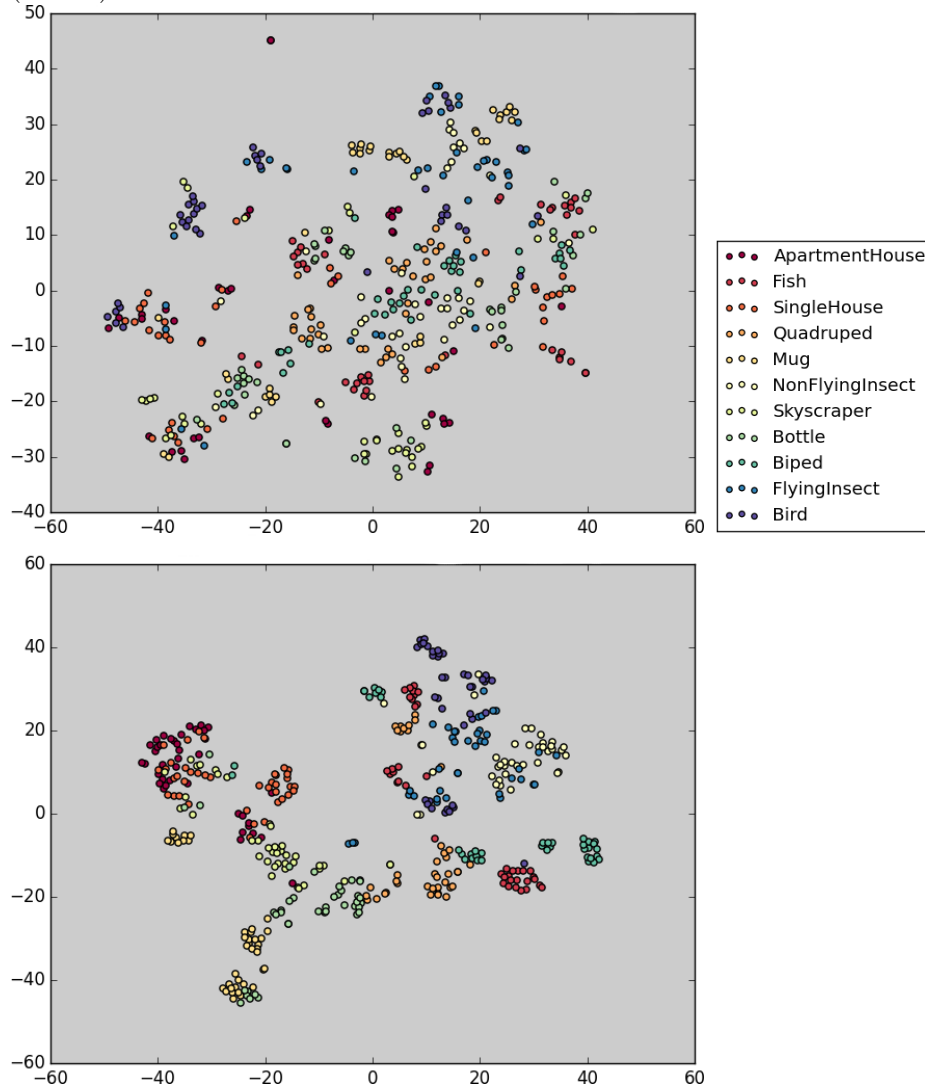 50
40
30
20
10
0
−10
−20
−30
−40
−60 −40 −20 0 20 40 60
ApartmentHouse
Fish
SingleHouse
Quadruped
Mug
NonFlyingInsect
Skyscraper
Bottle
Biped
FlyingInsect
Bird
60
40
20
0
−20
−40
−60
−60 −40 −20 0 20 40 60